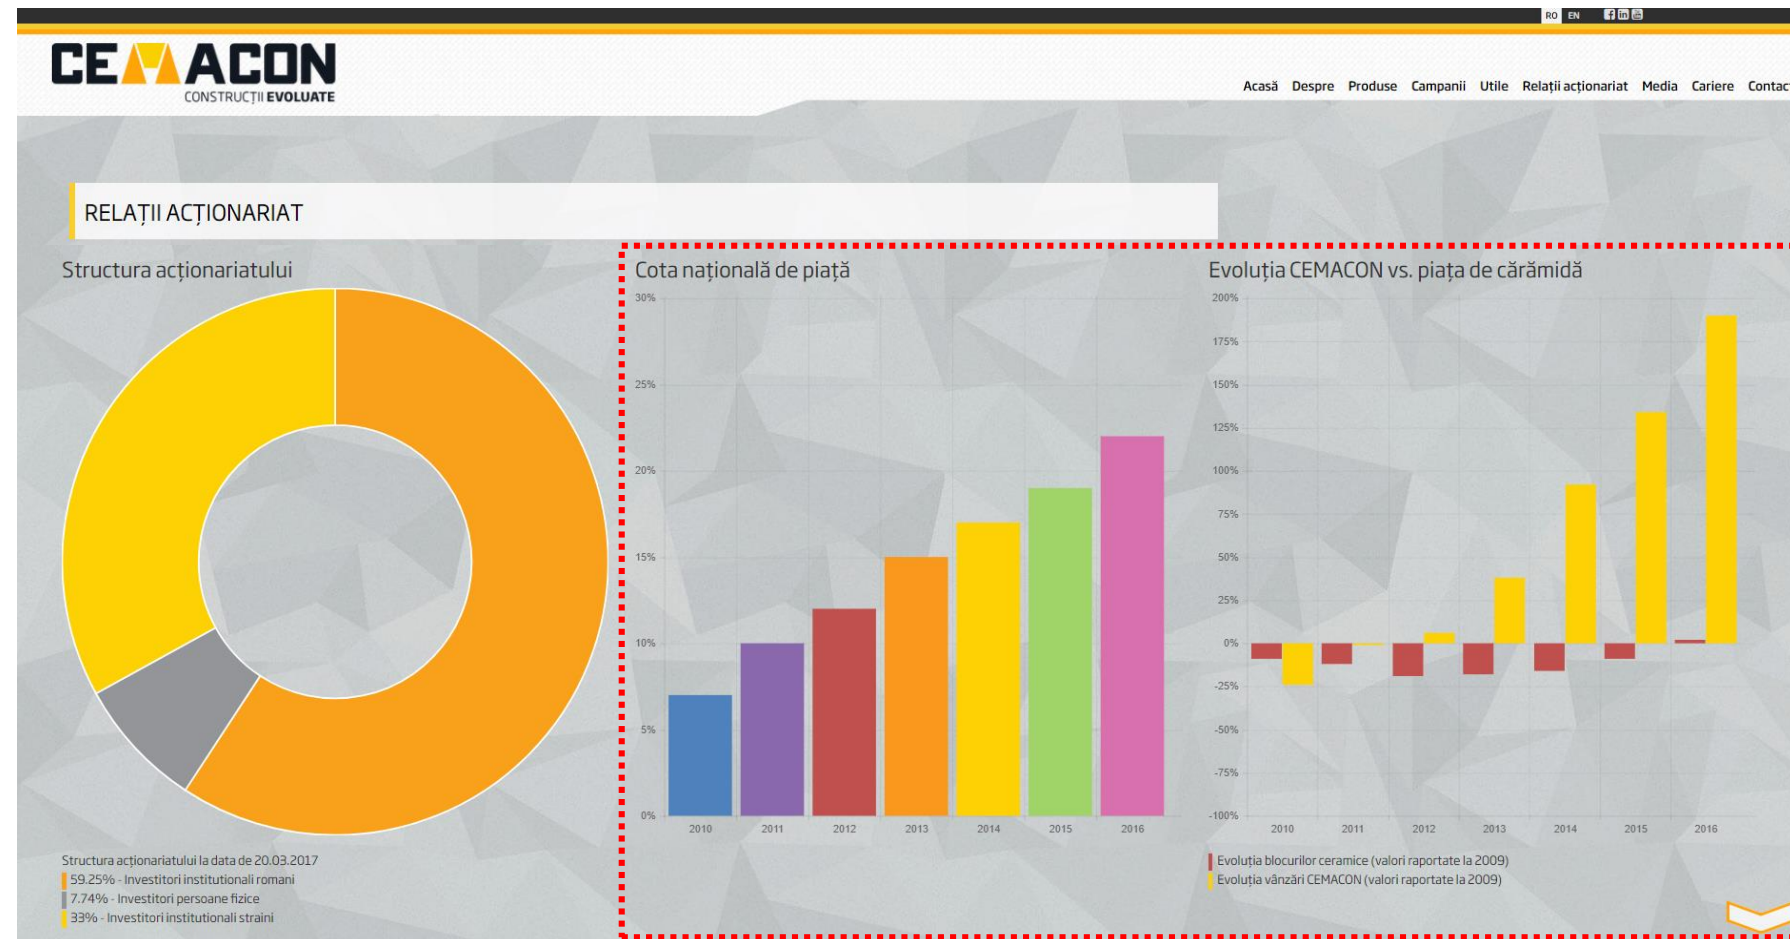 RO EN
CEMACON
CONSTRUCȚII EVOLUATE
Acasă Despre Produse Campanii Utile Relații acționariat Media Cariere Contact
RELAȚII ACȚIONARIAT
Structura acționariatului
Structura acționariatului la data de 20.03.2017
59.25% - Investitori institutionali romani
7.74% - Investitori persoane fizice
33% - Investitori institutionali straini
Cota națională de piață
30%
25%
20%
15%
10%
5%
0%
2010 2011 2012 2013 2014 2015 2016
Evoluția CEMACON vs. piața de cărămidă
200%
175%
150%
125%
100%
75%
50%
25%
0%
-25%
-50%
-75%
-100%
2010 2011 2012 2013 2014 2015 2016
Evoluția blocurilor ceramice (valori raportate la 2009)
Evoluția vânzări CEMACON (valori raportate la 2009)